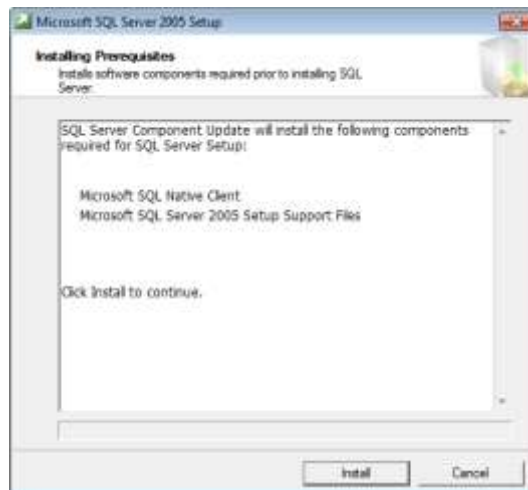 Microsoft SQL Server 2005 Setup
Installing Prerequisites
Installs software components required prior to installing SQL
Server.
SQL Server Component Update will install the following components
required for SQL Server Setup:
Microsoft SQL Native Client
Microsoft SQL Server 2005 Setup Support Files
Click Install to continue.
Install
Cancel